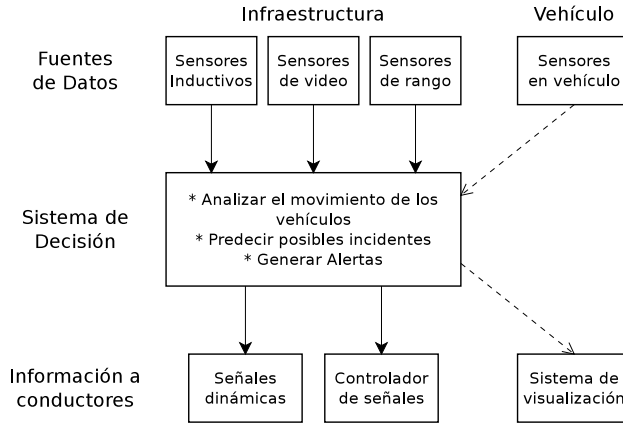 Infraestructura
Vehículo
Fuentes
de Datos
Sensores
Inductivos
Sensores
de video
Sensores
de rango
Sensores
en vehículo
Sistema de
Decisión
* Analizar el movimiento de los
vehículos
* Predecir posibles incidentes
* Generar Alertas
Información a
conductores
Señales
dinámicas
Controlador
de señales
Sistema de
visualización